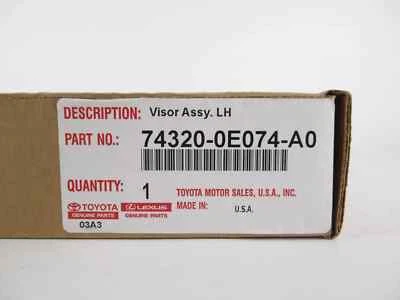 DESCRIPTION: Visor Assy. LH
PART NO.: 74320-0E074-A0
QUANTITY: 1 TOYOTA MOTOR SALES, U.S.A., INC.
MADE IN: U.S.A.
TOYOTA LEXUS
GENUINE PARTS GENUINE PARTS
03A3